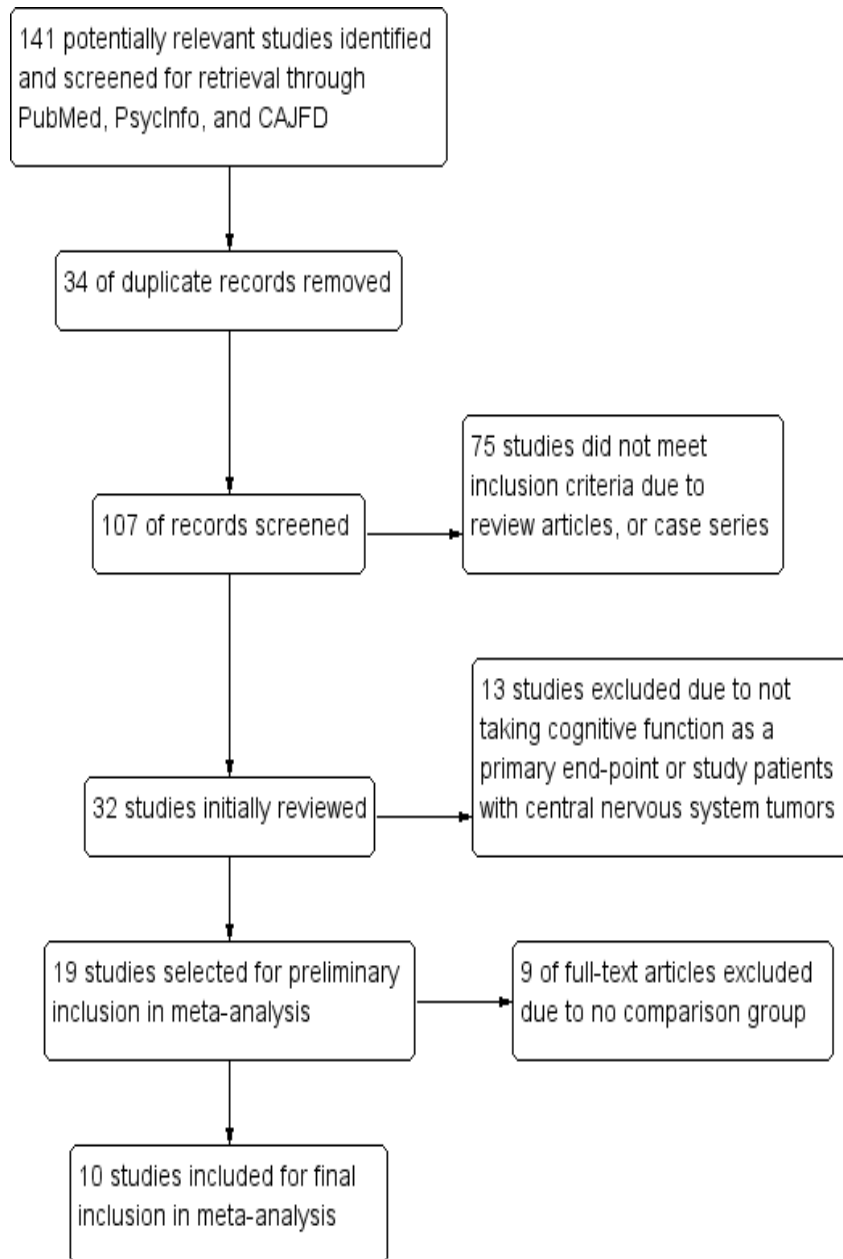 141 potentially relevant studies identified
and screened for retrieval through
PubMed, PsycInfo, and CAJFD
34 of duplicate records removed
107 of records screened
75 studies did not meet
inclusion criteria due to
review articles, or case series
32 studies initially reviewed
13 studies excluded due to not
taking cognitive function as a
primary end-point or study patients
with central nervous system tumors
19 studies selected for preliminary
inclusion in meta-analysis
9 of full-text articles excluded
due to no comparison group
10 studies included for final
inclusion in meta-analysis